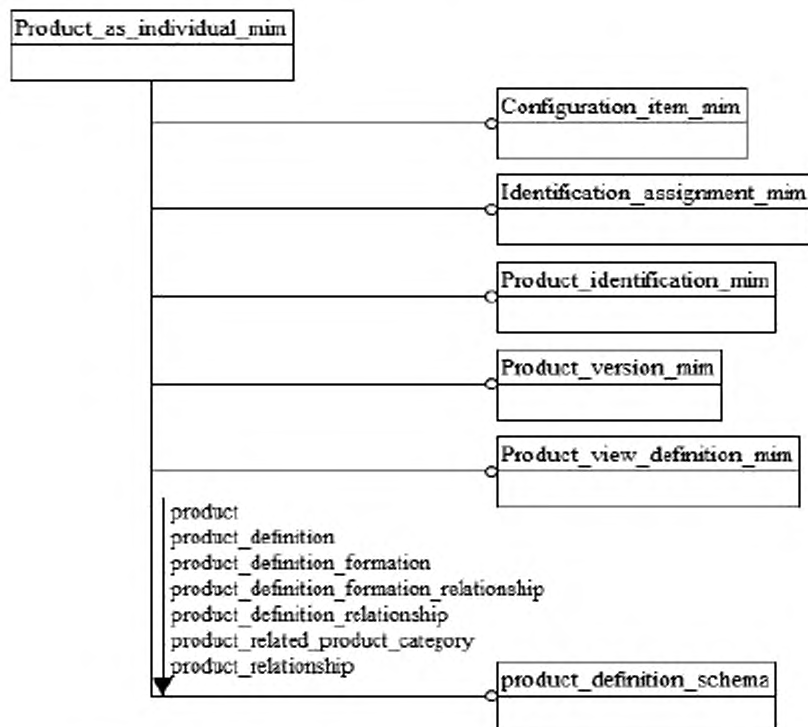 Product_as_individual_mim
Configuration_item_mim
Identification_assignment_mim
Product_identification_mim
Product_version_mim
Product_view_definition_mim
product
product_definition
product_definition_formation
product_definition_formation_relationship
product_definition_relationship
product_related_product_category
product_relationship
product_definition_schema